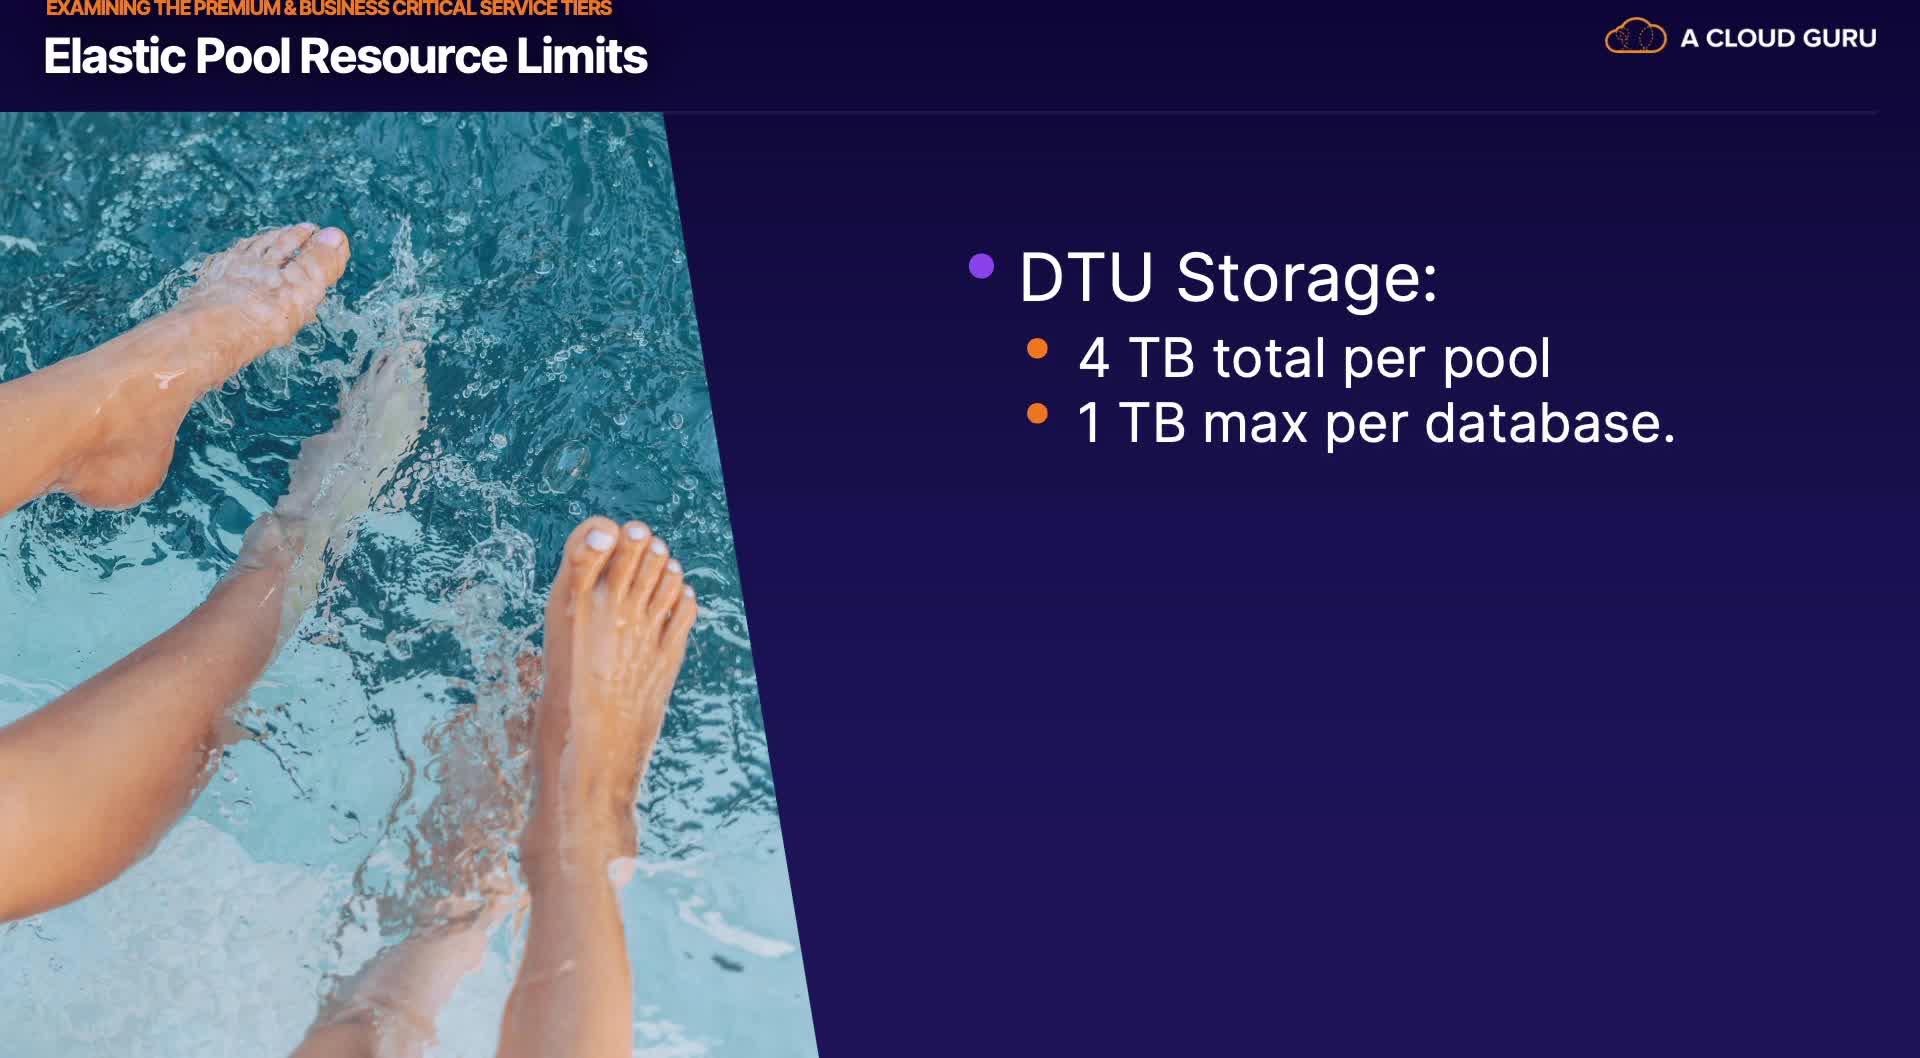 EXAMINING THE PREMIUM & BUSINESS CRITICAL SERVICE TIERS
Elastic Pool Resource Limits
A CLOUD GURU
DTU Storage:
4 TB total per pool
1 TB max per database.